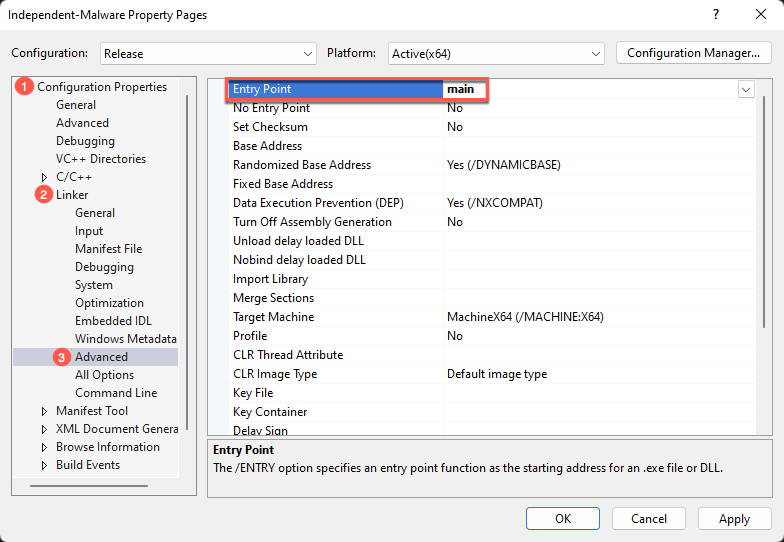 Independent-Malware Property Pages
?
Configuration: Release Platform: Active(x64) Configuration Manager...
1 Configuration Properties
General
Advanced
Debugging
VC++ Directories
C/C++
2 Linker
General
Input
Manifest File
Debugging
System
Optimization
Embedded IDL
Windows Metadata
3 Advanced
All Options
Command Line
Manifest Tool
XML Document Genera
Browse Information
Build Events
Entry Point main
No Entry Point No
Set Checksum No
Base Address
Randomized Base Address Yes (/DYNAMICBASE)
Fixed Base Address
Data Execution Prevention (DEP) Yes (/NXCOMPAT)
Turn Off Assembly Generation No
Unload delay loaded DLL
Nobind delay loaded DLL
Import Library
Merge Sections
Target Machine MachineX64 (/MACHINE:X64)
Profile No
CLR Thread Attribute
CLR Image Type Default image type
Key File
Key Container
Delay Sign
Entry Point
The /ENTRY option specifies an entry point function as the starting address for an .exe file or DLL.
OK Cancel Apply